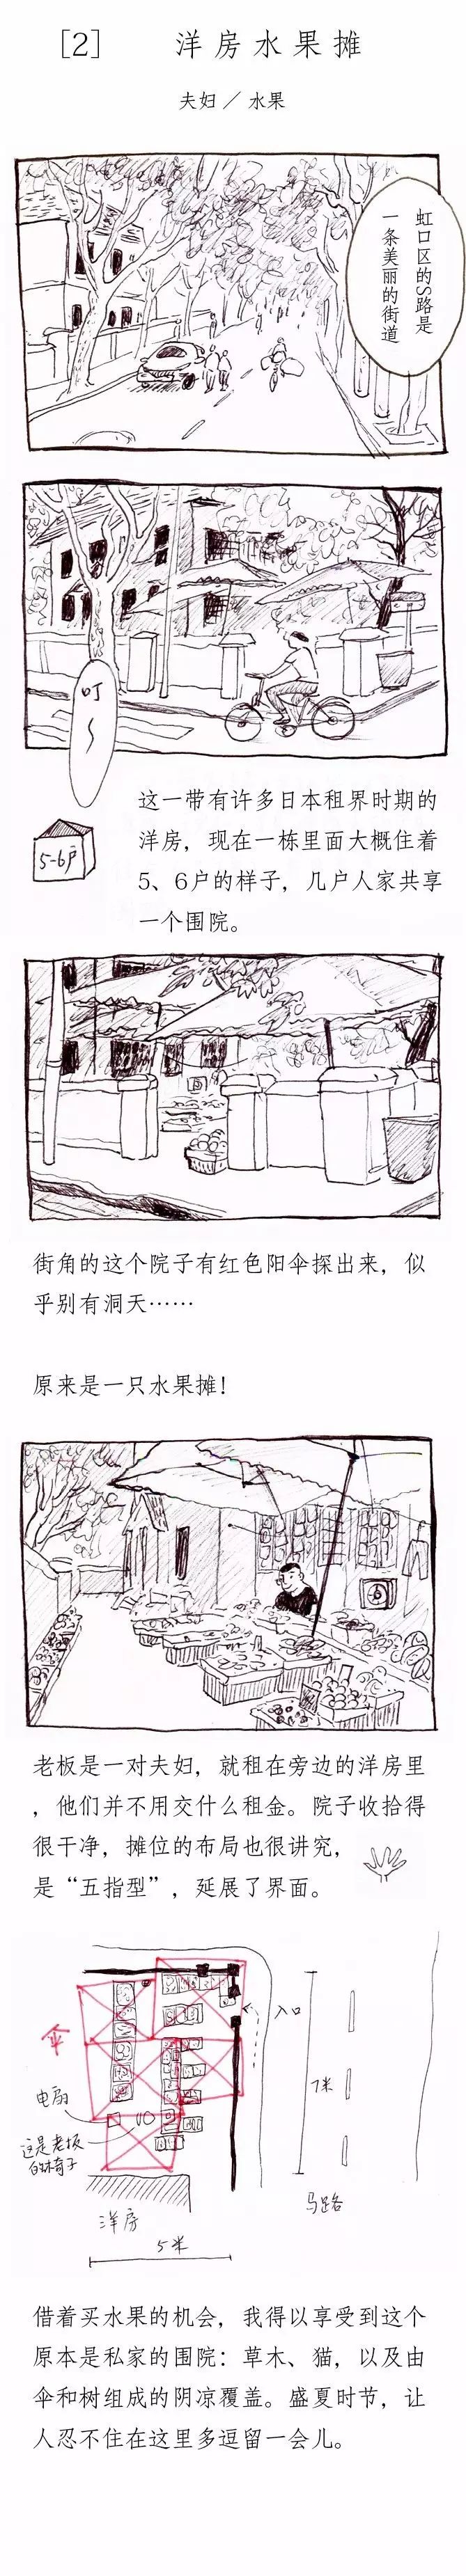 [2] 洋房水果摊
夫妇／水果
虹口区的S路是
一条美丽的街道
叮～
5-6户
这一带有许多日本租界时期的
洋房，现在一栋里面大概住着
5、6户的样子，几户人家共享
一个围院。
街角的这个院子有红色阳伞探出来，似
乎别有洞天……
原来是一只水果摊！
老板是一对夫妇，就租在旁边的洋房里
，他们并不用交什么租金。院子收拾得
很干净，摊位的布局也很讲究，
是“五指型”，延展了界面。
伞
入口
电扇
7米
这是老板
的椅子
马路
洋房
5米
借着买水果的机会，我得以享受到这个
原本是私家的围院：草木、猫，以及由
伞和树组成的阴凉覆盖。盛夏时节，让
人忍不住在这里多逗留一会儿。